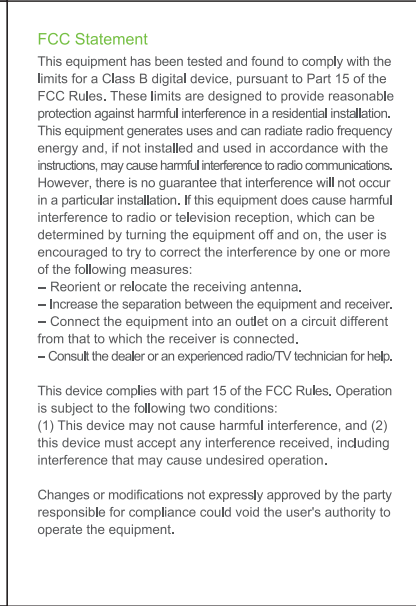 FCC Statement
This equipment has been tested and found to comply with the
limits for a Class B digital device, pursuant to Part 15 of the
FCC Rules. These limits are designed to provide reasonable
protection against harmful interference in a residential installation.
This equipment generates uses and can radiate radio frequency
energy and, if not installed and used in accordance with the
instructions, may cause harmful interference to radio communications.
However, there is no guarantee that interference will not occur
in a particular installation. If this equipment does cause harmful
interference to radio or television reception, which can be
determined by turning the equipment off and on, the user is
encouraged to try to correct the interference by one or more
of the following measures:
– Reorient or relocate the receiving antenna.
– Increase the separation between the equipment and receiver.
– Connect the equipment into an outlet on a circuit different
from that to which the receiver is connected.
– Consult the dealer or an experienced radio/TV technician for help.
This device complies with part 15 of the FCC Rules. Operation
is subject to the following two conditions:
(1) This device may not cause harmful interference, and (2)
this device must accept any interference received, including
interference that may cause undesired operation.
Changes or modifications not expressly approved by the party
responsible for compliance could void the user's authority to
operate the equipment.